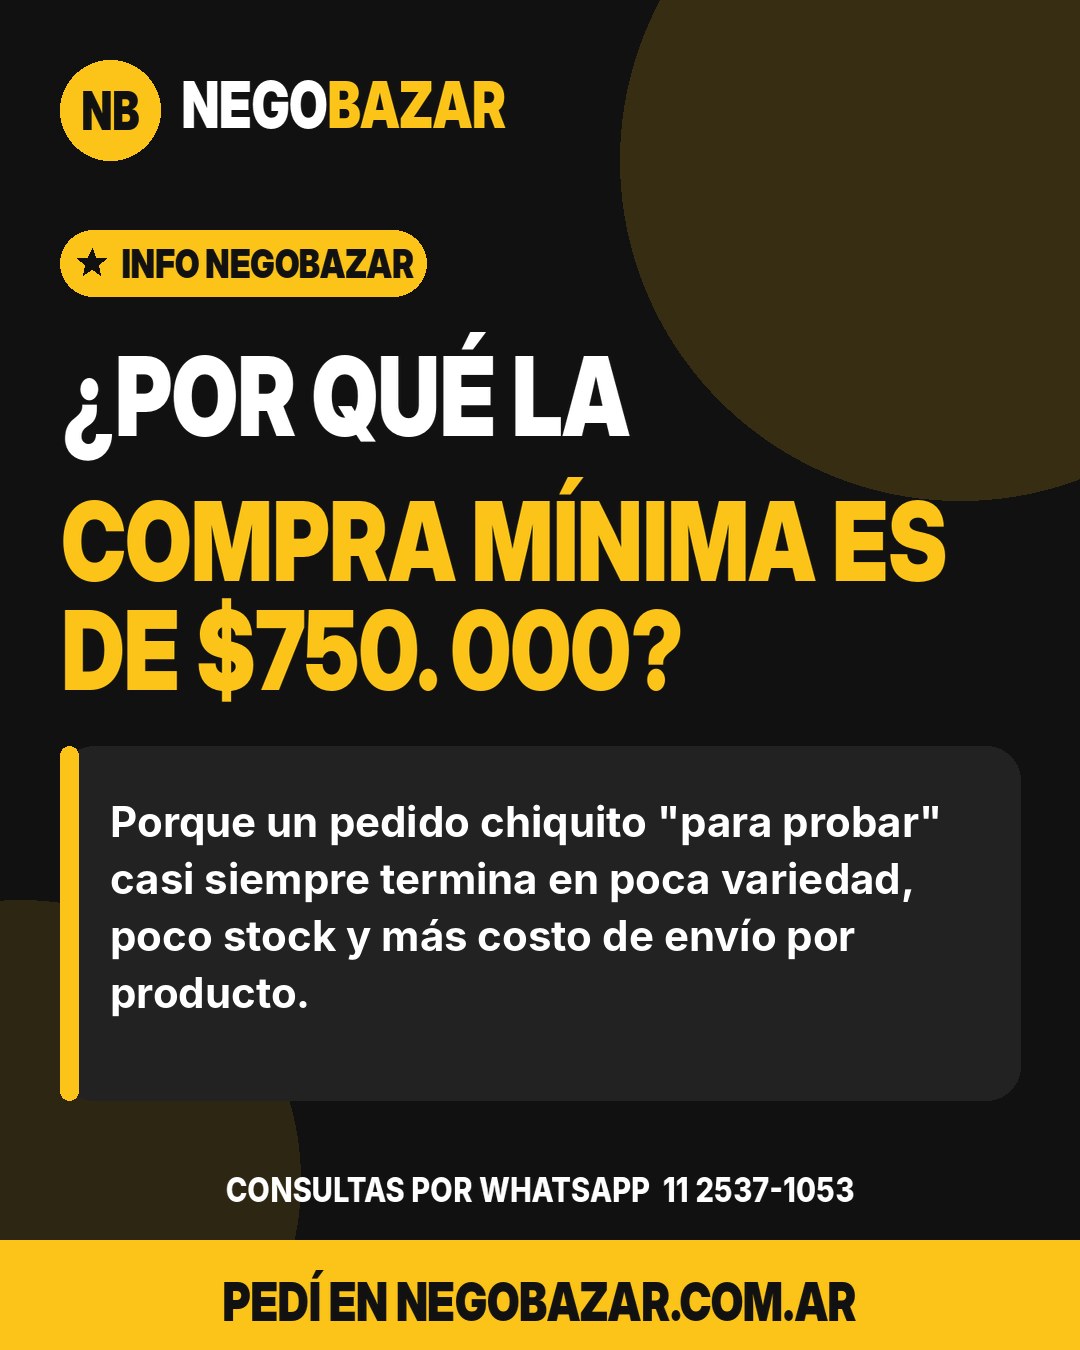 NB NEGOBAZAR
★ INFO NEGOBAZAR
¿POR QUÉ LA
COMPRA MÍNIMA ES
DE $750.000?
Porque un pedido chiquito "para probar"
casi siempre termina en poca variedad,
poco stock y más costo de envío por
producto.
CONSULTAS POR WHATSAPP 11 2537-1053
PEDÍ EN NEGOBAZAR.COM.AR